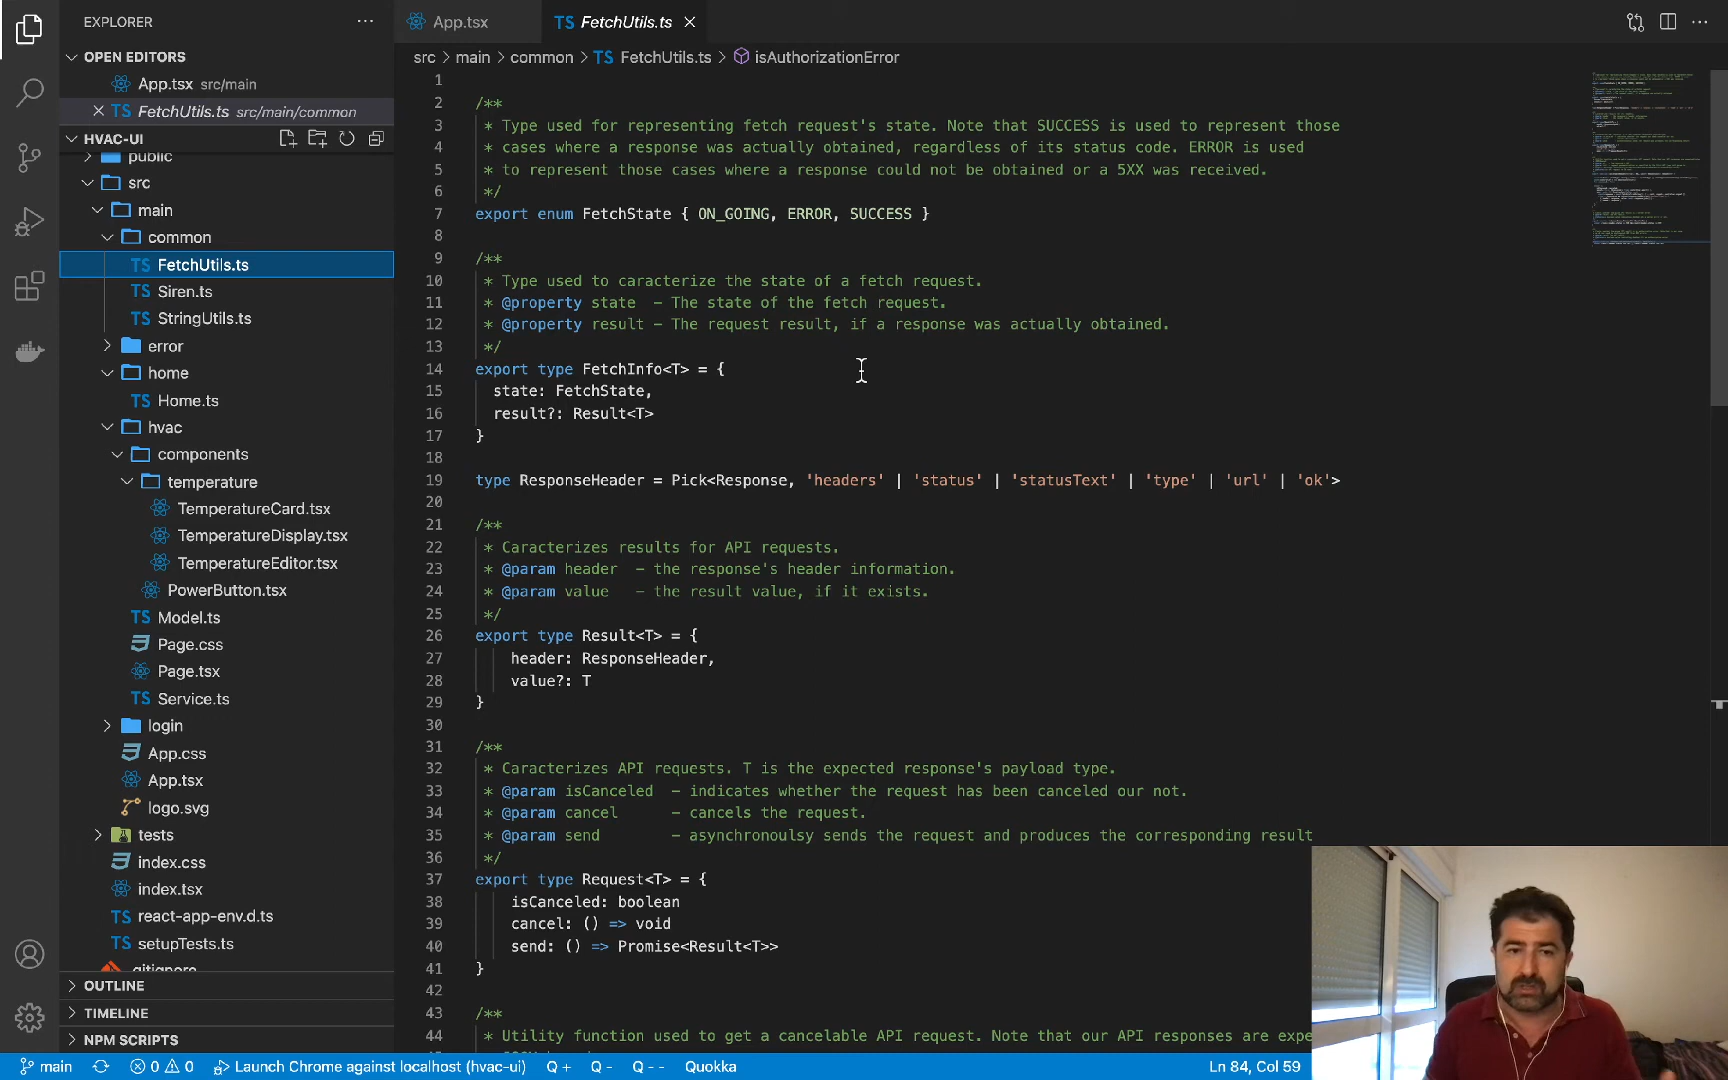 EXPLORER
App.tsx
TS FetchUtils.ts
OPEN EDITORS
App.tsx src/main
TS FetchUtils.ts src/main/common
HVAC-UI
public
src
main
common
TS FetchUtils.ts
TS Siren.ts
TS StringUtils.ts
error
home
TS Home.ts
hvac
components
temperature
TemperatureCard.tsx
TemperatureDisplay.tsx
TemperatureEditor.tsx
PowerButton.tsx
TS Model.ts
Page.css
Page.tsx
TS Service.ts
login
App.css
App.tsx
logo.svg
tests
index.css
index.tsx
TS react-app-env.d.ts
TS setupTests.ts
.gitignore
OUTLINE
TIMELINE
NPM SCRIPTS
src > main > common > TS FetchUtils.ts > isAuthorizationError
1
2 /**
3 * Type used for representing fetch request's state. Note that SUCCESS is used to represent those
4 * cases where a response was actually obtained, regardless of its status code. ERROR is used
5 * to represent those cases where a response could not be obtained or a 5XX was received.
6 */
7 export enum FetchState { ON_GOING, ERROR, SUCCESS }
8
9 /**
10 * Type used to caracterize the state of a fetch request.
11 * @property state - The state of the fetch request.
12 * @property result - The request result, if a response was actually obtained.
13 */
14 export type FetchInfo<T> = {
15 state: FetchState,
16 result?: Result<T>
17 }
18
19 type ResponseHeader = Pick<Response, 'headers' | 'status' | 'statusText' | 'type' | 'url' | 'ok'>
20
21 /**
22 * Caracterizes results for API requests.
23 * @param header - the response's header information.
24 * @param value - the result value, if it exists.
25 */
26 export type Result<T> = {
27 header: ResponseHeader,
28 value?: T
29 }
30
31 /**
32 * Caracterizes API requests. T is the expected response's payload type.
33 * @param isCanceled - indicates whether the request has been canceled our not.
34 * @param cancel - cancels the request.
35 * @param send - asynchronoulsy sends the request and produces the corresponding result
36 */
37 export type Request<T> = {
38 isCanceled: boolean
39 cancel: () => void
40 send: () => Promise<Result<T>>
41 }
42
43 /**
44 * Utility function used to get a cancelable API request. Note that our API responses are expe
main 0 0 Launch Chrome against localhost (hvac-ui) Q + Q - Q -- Quokka Ln 84, Col 59